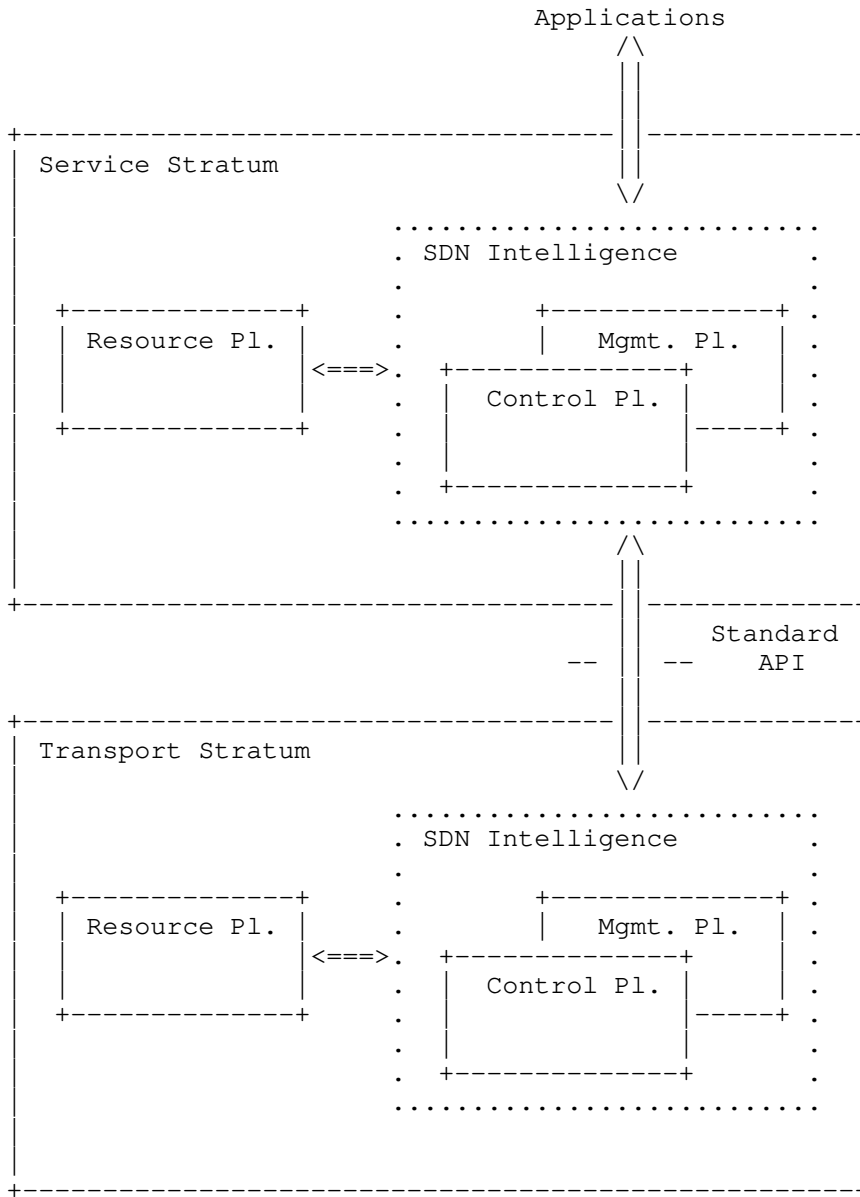 Applications
Service Stratum
SDN Intelligence
Resource Pl.
Mgmt. Pl.
Control Pl.
Standard
API
Transport Stratum
SDN Intelligence
Resource Pl.
Mgmt. Pl.
Control Pl.